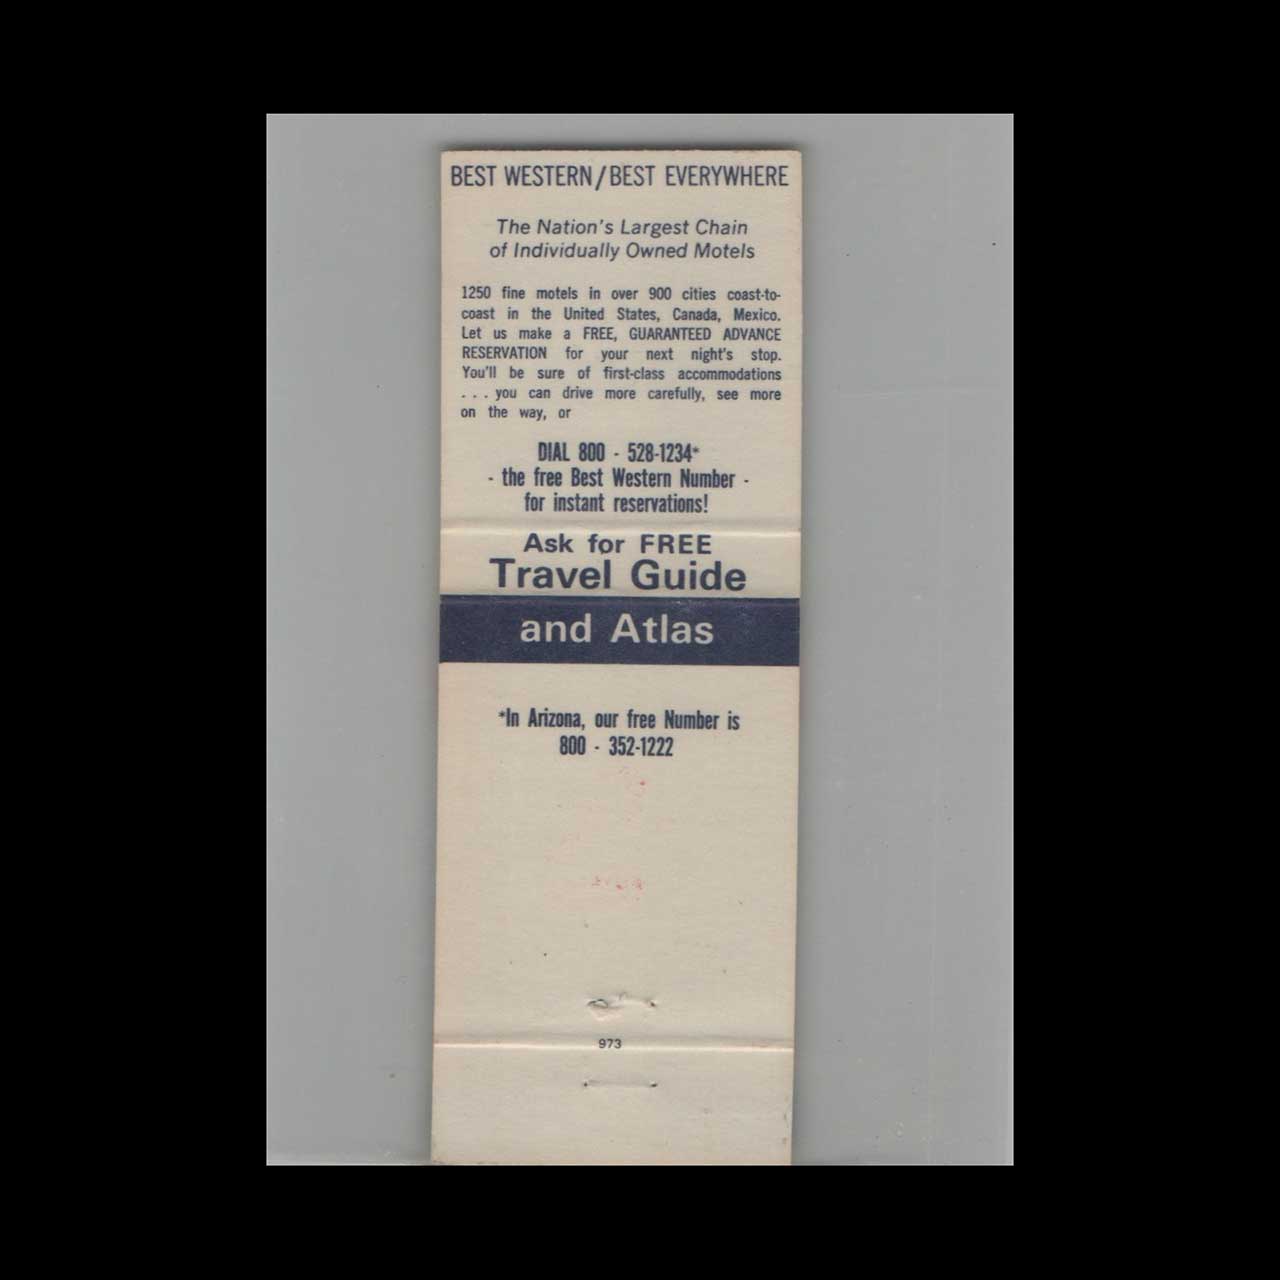 BEST WESTERN/BEST EVERYWHERE
The Nation's Largest Chain
of Individually Owned Motels
1250 fine motels in over 900 cities coast-to-
coast in the United States, Canada, Mexico.
Let us make a FREE, GUARANTEED ADVANCE
RESERVATION for your next night's stop.
You'll be sure of first-class accommodations
. . . you can drive more carefully, see more
on the way, or
DIAL 800 - 528-1234*
- the free Best Western Number -
for instant reservations!
Ask for FREE
Travel Guide
and Atlas
*In Arizona, our free Number is
800 - 352-1222
973